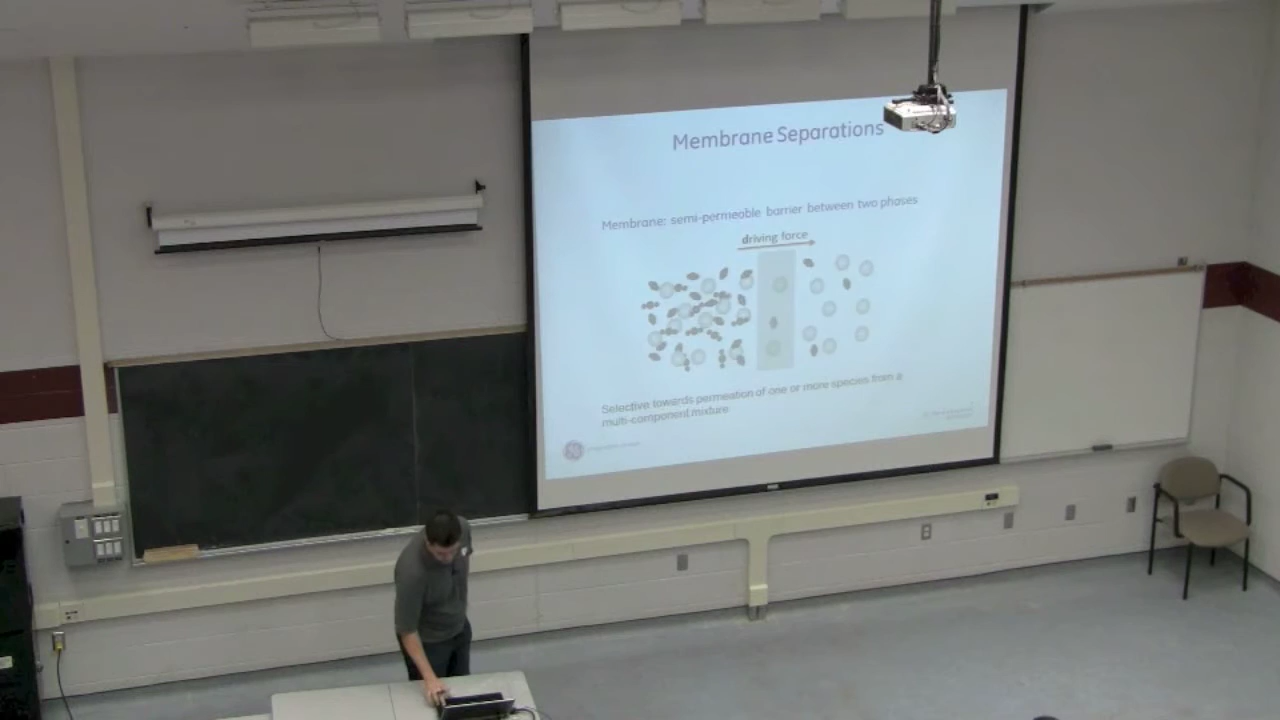 Membrane Separations
Membrane: semi-permeable barrier between two phases
driving force
Selective towards permeation of one or more species from a
multi-component mixture
GE